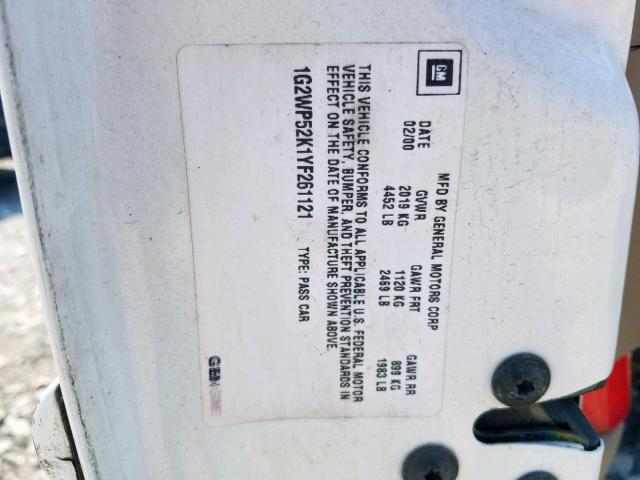 GM
MFD BY GENERAL MOTORS CORP
DATE GVWR GAWR FRT GAWR RR
02/00 2019 KG 1120 KG 899 KG
4452 LB 2469 LB 1983 LB
THIS VEHICLE CONFORMS TO ALL APPLICABLE U.S. FEDERAL MOTOR
VEHICLE SAFETY, BUMPER, AND THEFT PREVENTION STANDARDS IN
EFFECT ON THE DATE OF MANUFACTURE SHOWN ABOVE.
1G2WP52K1YF261121 TYPE: PASS CAR